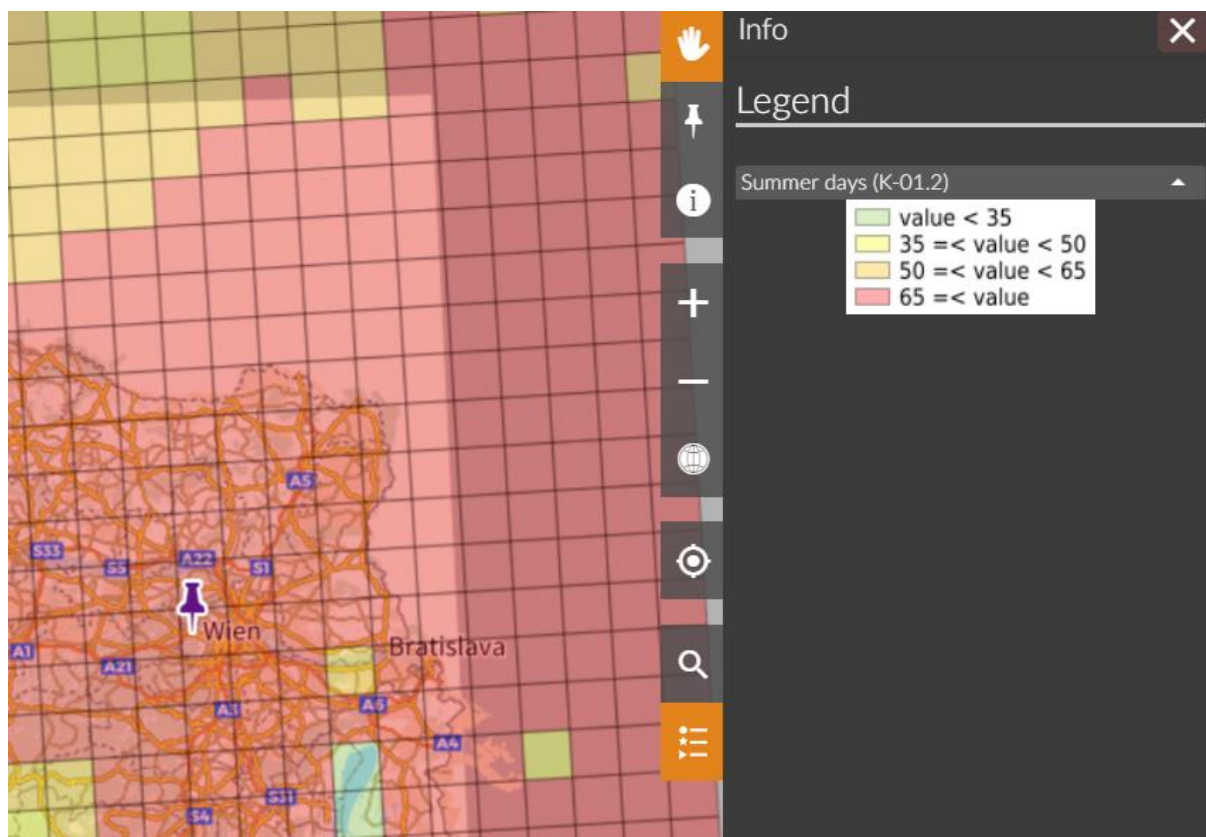 Info
Legend
Summer days (K-01.2)
value < 35
35 =< value < 50
50 =< value < 65
65 =< value
A5
S33
S5
A22
S1
Wien
Bratislava
A1
A21
A3
A6
A4
S31
S4